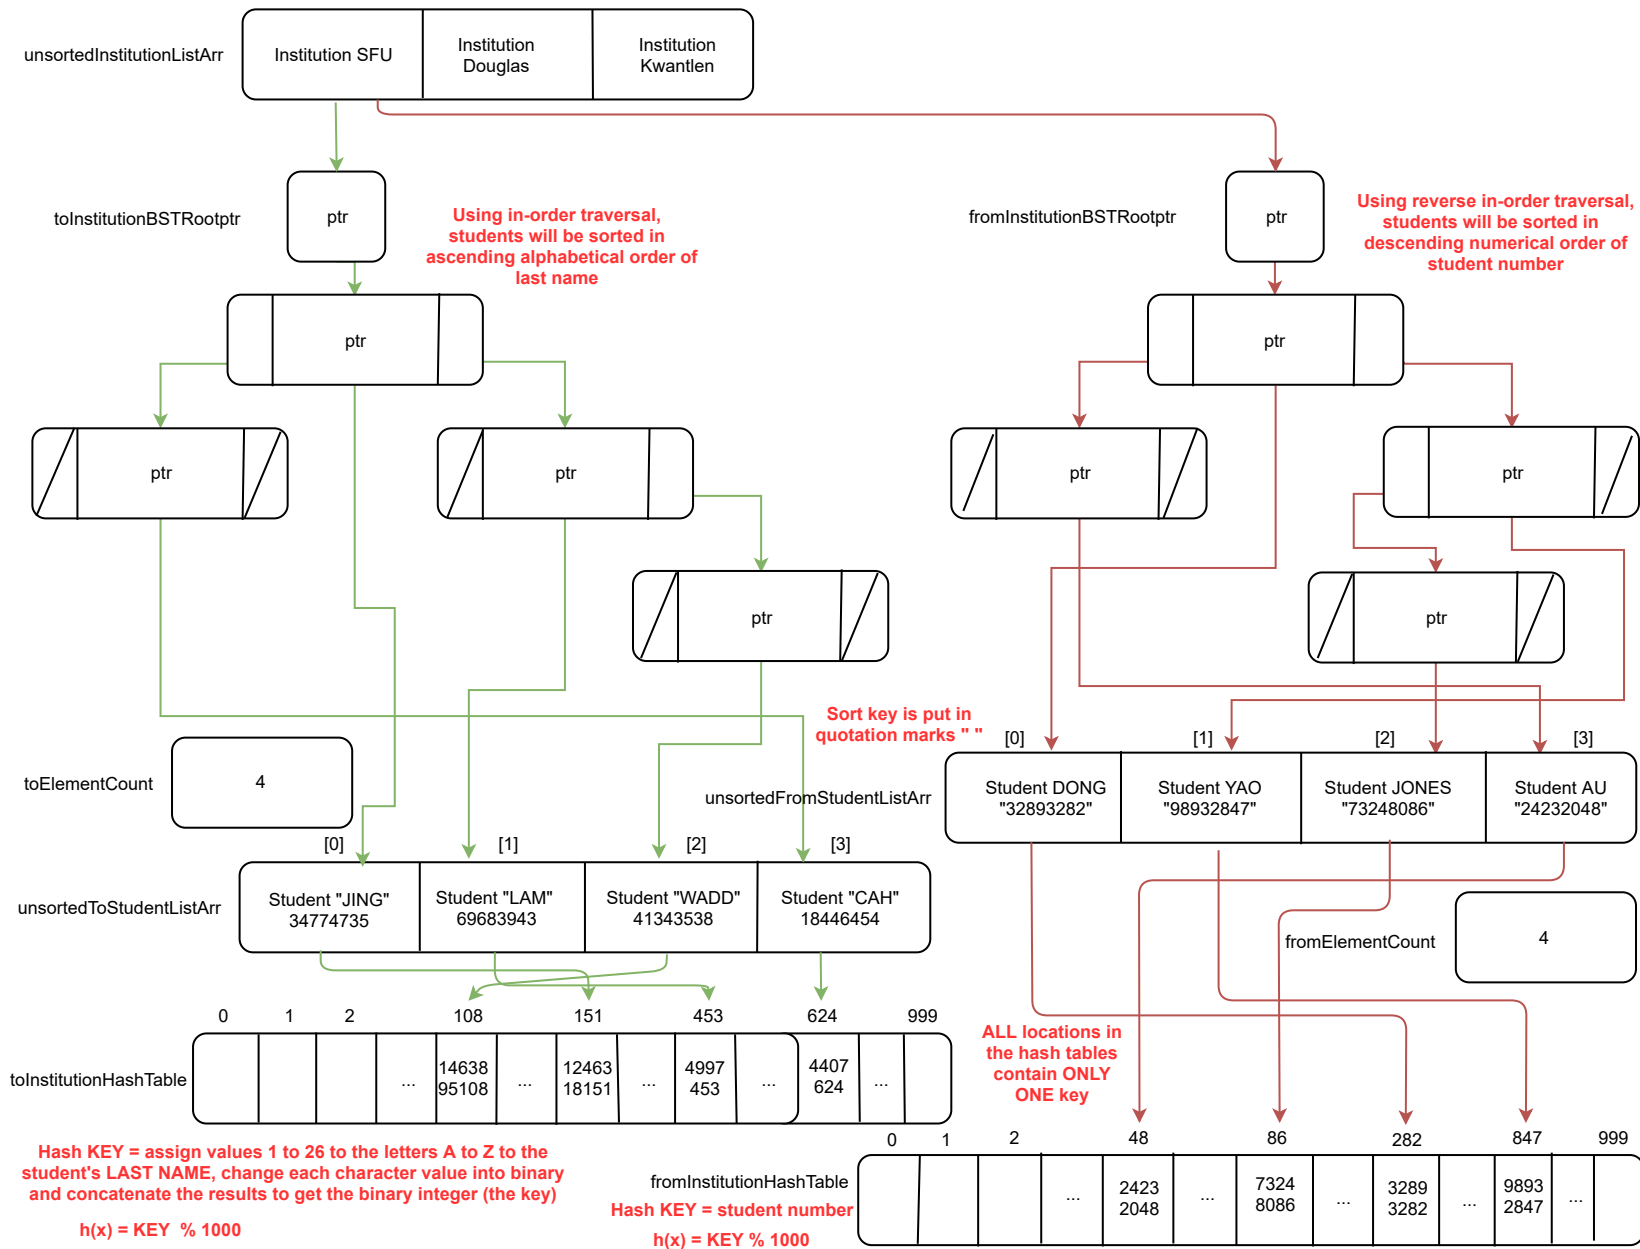 unsortedInstitutionListArr
Institution SFU
Institution
Douglas
Institution
Kwantlen
toInstitutionBSTRootptr
ptr
Using in-order traversal,
students will be sorted in
ascending alphabetical order of
last name
fromInstitutionBSTRootptr
ptr
Using reverse in-order traversal,
students will be sorted in
descending numerical order of
student number
ptr
ptr
ptr
ptr
ptr
ptr
ptr
ptr
Sort key is put in
quotation marks " "
toElementCount
4
unsortedFromStudentListArr
[0]
[1]
[2]
[3]
Student DONG
"32893282"
Student YAO
"98932847"
Student JONES
"73248086"
Student AU
"24232048"
[0]
[1]
[2]
[3]
unsortedToStudentListArr
Student "JING"
34774735
Student "LAM"
69683943
Student "WADD"
41343538
Student "CAH"
18446454
fromElementCount
4
0
1
2
108
151
453
624
999
toInstitutionHashTable
...
14638
95108
...
12463
18151
...
4997
453
...
4407
624
...
ALL locations in
the hash tables
contain ONLY
ONE key
Hash KEY = assign values 1 to 26 to the letters A to Z to the
student's LAST NAME, change each character value into binary
and concatenate the results to get the binary integer (the key)
h(x) = KEY % 1000
0
1
2
48
86
282
847
999
fromInstitutionHashTable
...
2423
2048
...
7324
8086
...
3289
3282
...
9893
2847
...
Hash KEY = student number
h(x) = KEY % 1000